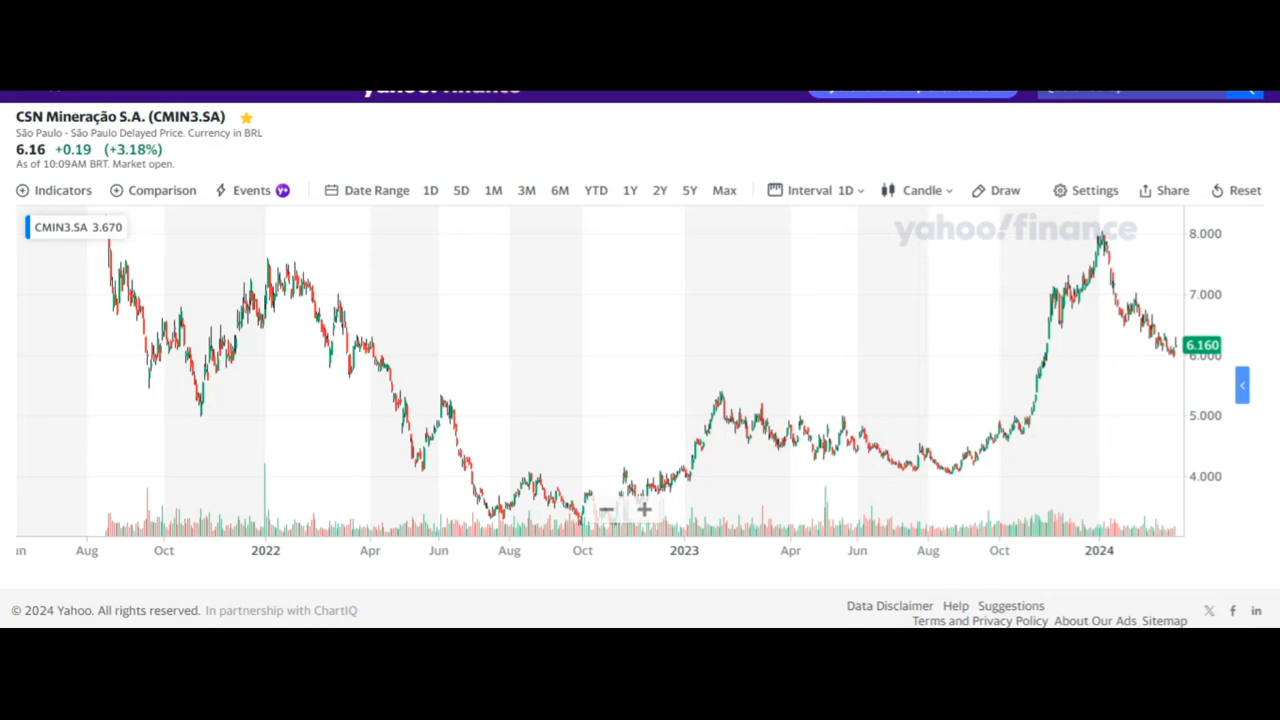 CSN Mineração S.A. (CMIN3.SA)
São Paulo - São Paulo Delayed Price. Currency in BRL
6.16 +0.19 (+3.18%)
As of 10:09AM BRT. Market open.
Indicators Comparison Events Y+ Date Range 1D 5D 1M 3M 6M YTD 1Y 2Y 5Y Max Interval 1D Candle Draw Settings Share Reset
CMIN3.SA 3.670
yahoo!finance
8.000
7.000
6.160
6.000
5.000
4.000
Aug Oct 2022 Apr Jun Aug Oct 2023 Apr Jun Aug Oct 2024
© 2024 Yahoo. All rights reserved. In partnership with ChartIQ
Data Disclaimer Help Suggestions
Terms and Privacy Policy About Our Ads Sitemap